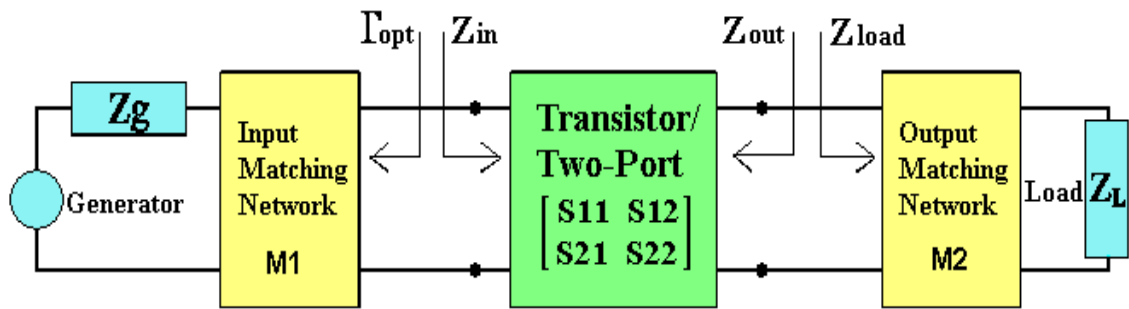 Γopt
Zin
Zout
Zload
Zg
Generator
Input
Matching
Network
M1
Transistor/
Two-Port
S11 S12
S21 S22
Output
Matching
Network
M2
Load
ZL